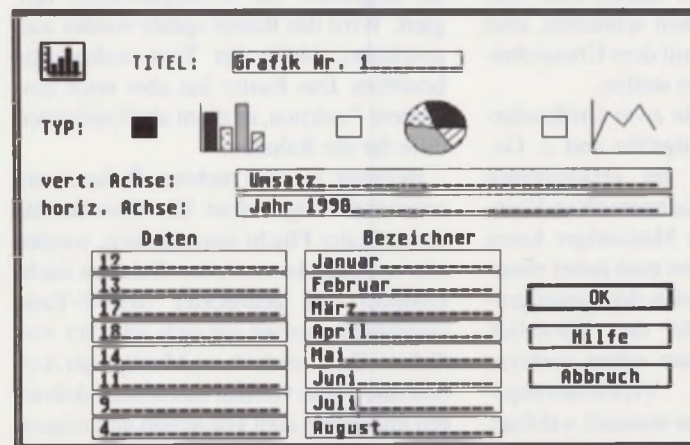 TITEL: Grafik Nr. 1
TYP:
vert. Achse: Umsatz
horiz. Achse: Jahr 1990
Daten Bezeichner
12 Januar
13 Februar
17 März
18 April
14 Mai
11 Juni
9 Juli
4 August
OK
Hilfe
Abbruch